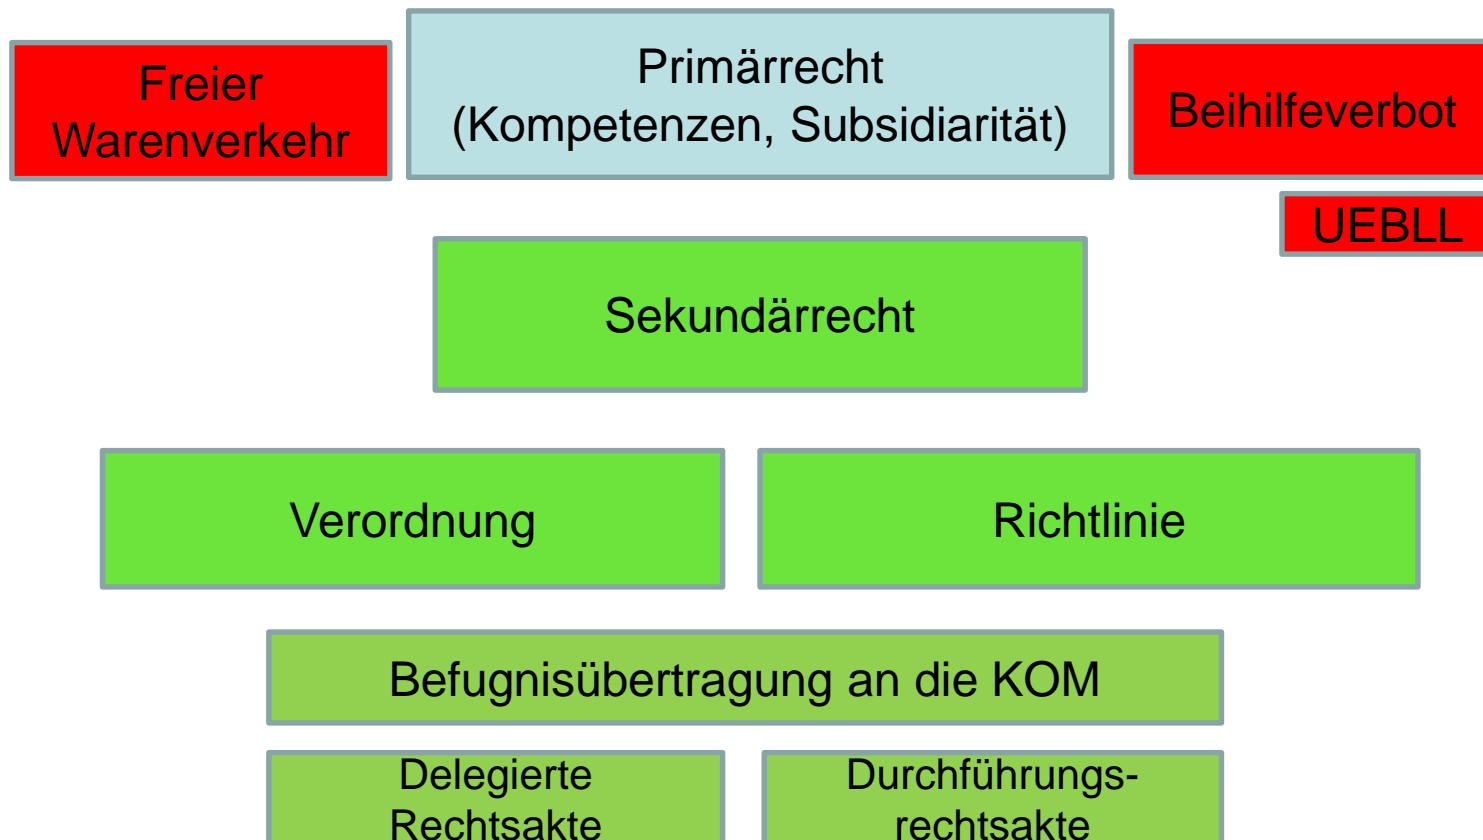 Freier
Warenverkehr
Primärrecht
(Kompetenzen, Subsidiarität)
Beihilfeverbot
UEBLL
Sekundärrecht
Verordnung
Richtlinie
Befugnisübertragung an die KOM
Delegierte
Rechtsakte
Durchführungs-
rechtsakte